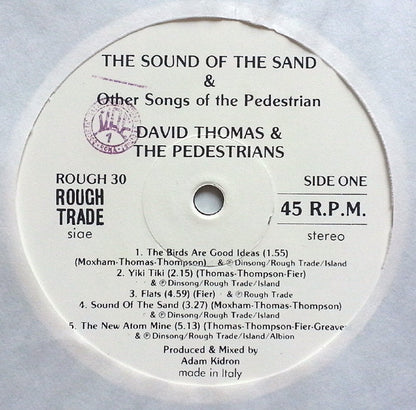 THE SOUND OF THE SAND
&
Other Songs of the Pedestrian
DAVID THOMAS &
THE PEDESTRIANS
ROUGH 30
ROUGH
TRADE
siae
SIDE ONE
45 R.P.M.
stereo
1. The Birds Are Good Ideas (1.55)
(Moxham-Thomas-Thompson) & ℗ Dinsong/Rough Trade/Island
2. Yiki Tiki (2.15) (Thomas-Thompson-Fier)
& ℗ Dinsong/Rough Trade/Island
3. Flats (4.59) (Fier) & ℗ Rough Trade
4. Sound Of The Sand (3.27) (Moxham-Thomas-Thompson)
& ℗ Dinsong/Rough Trade/Island
5. The New Atom Mine (5.13) (Thomas-Thompson-Fier-Greaves
& ℗ Dinsong/Rough Trade/Island/Albion
Produced & Mixed by
Adam Kidron
made in Italy